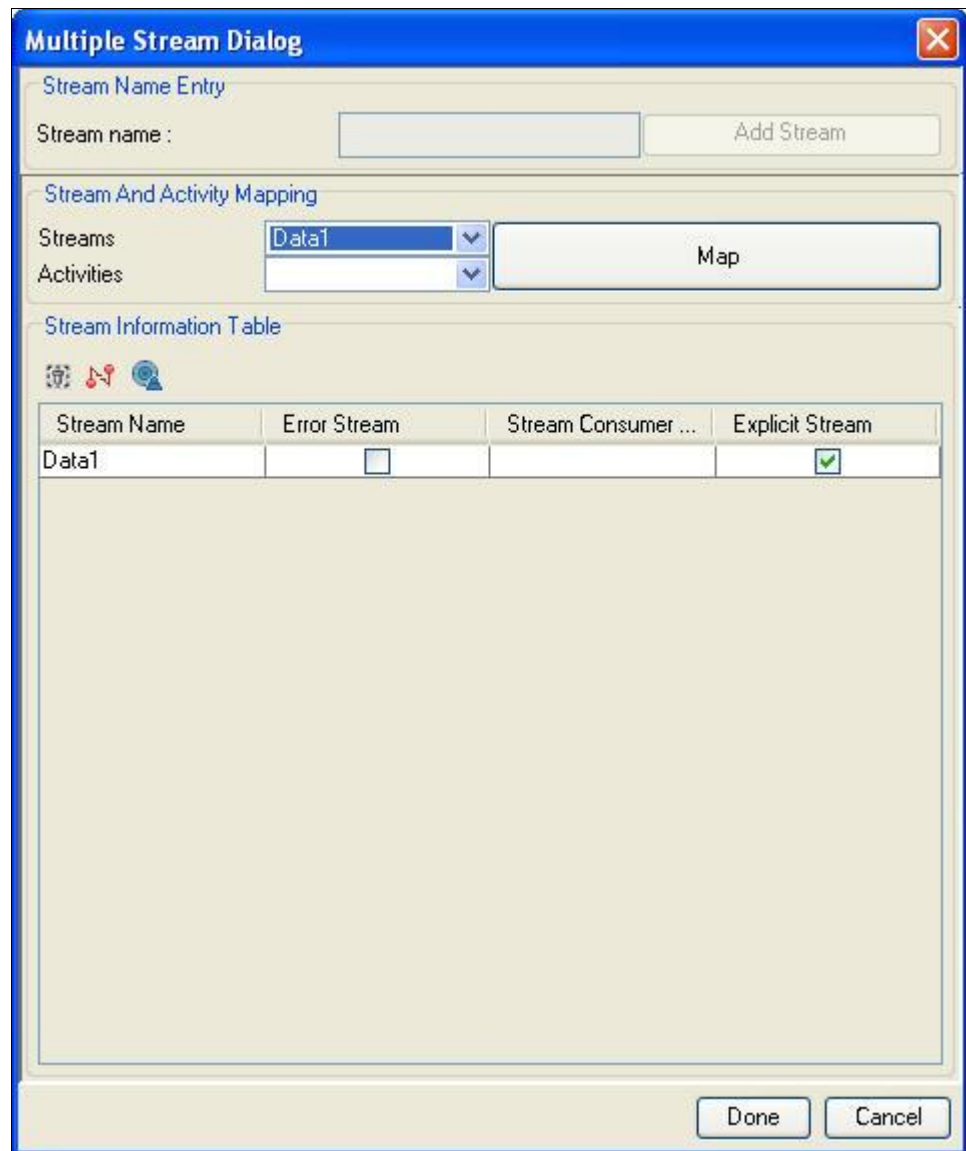 Multiple Stream Dialog
Stream Name Entry
Stream name :
Add Stream
Stream And Activity Mapping
Streams Data1
Activities
Map
Stream Information Table
Stream Name Error Stream Stream Consumer ... Explicit Stream
Data1
Done Cancel